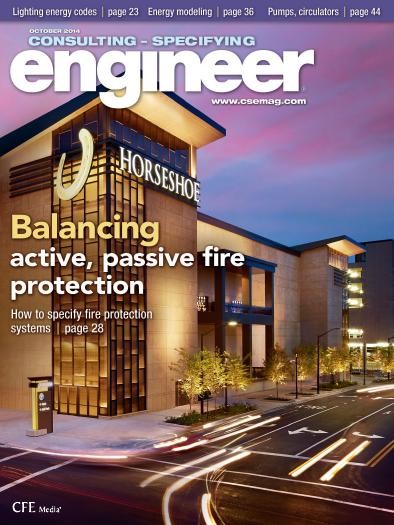 Lighting energy codes | page 23 Energy modeling | page 36 Pumps, circulators | page 44
OCTOBER 2014
CONSULTING – SPECIFYING
engineer
www.csemag.com
HORSESHOE
Balancing
active, passive fire
protection
How to specify fire protection
systems | page 28
CFE Media